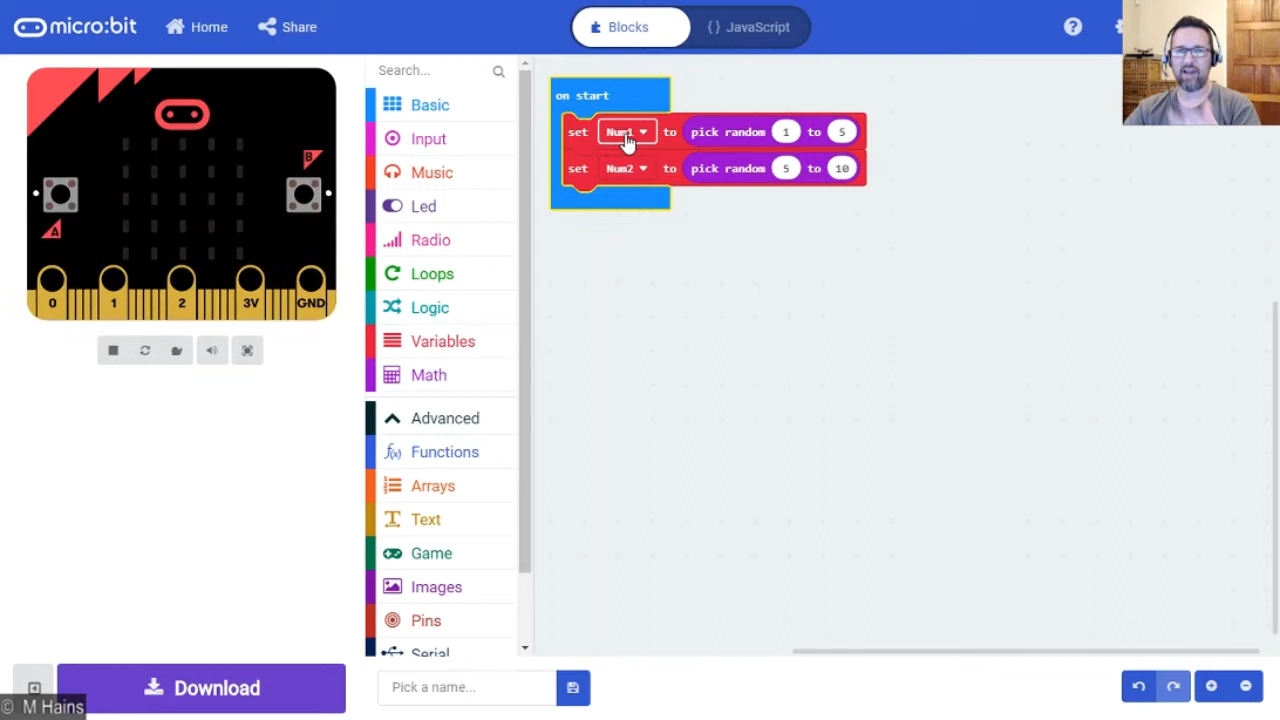 micro:bit
Home
Share
Blocks
{ } JavaScript
?
Search...
Basic
Input
Music
Led
Radio
Loops
Logic
Variables
Math
Advanced
f(x) Functions
Arrays
T Text
Game
Images
Pins
Serial
on start
set Num1 to pick random 1 to 5
set Num2 to pick random 5 to 10
A
B
0 1 2 3V GND
Download
Pick a name...
© M Hains